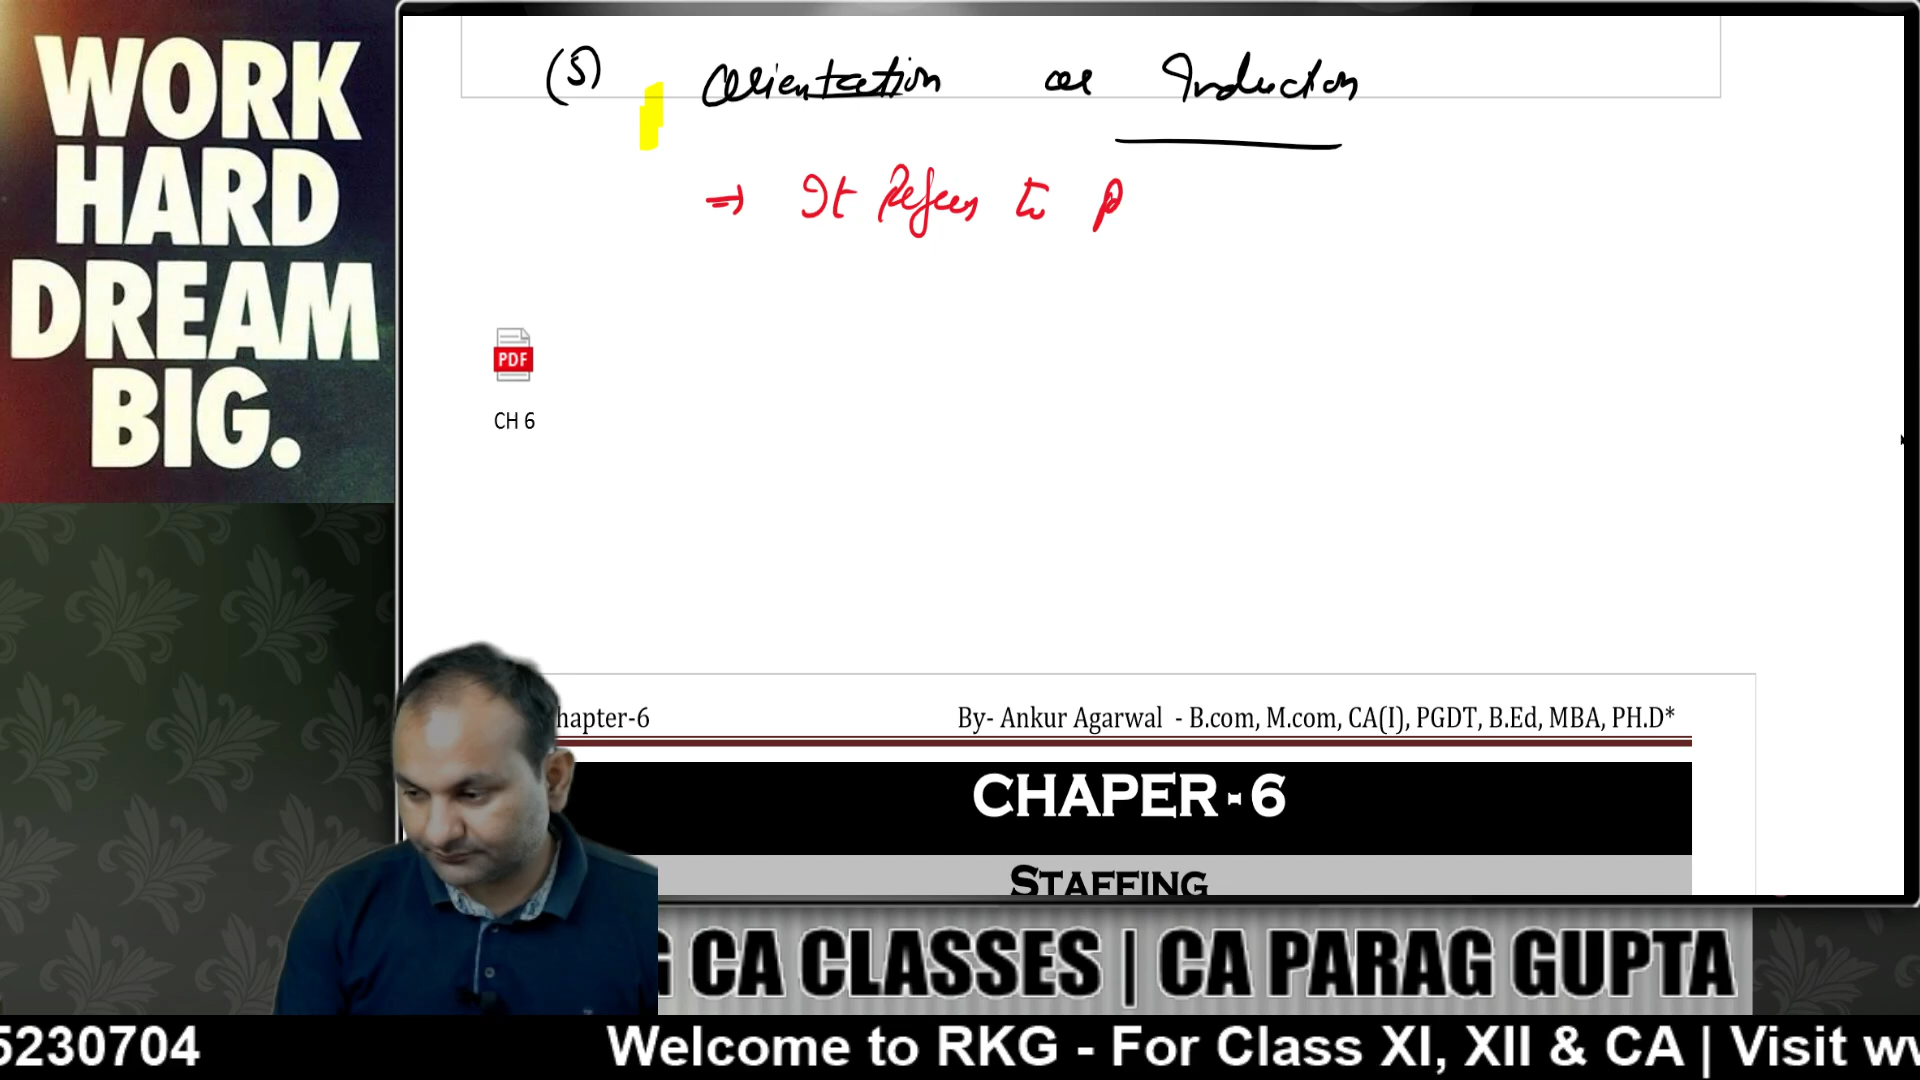 WORK
HARD
DREAM
BIG.
(5) Orientation or Induction
⇒ It Refers to P
PDF
CH 6
hapter-6 By- Ankur Agarwal - B.com, M.com, CA(I), PGDT, B.Ed, MBA, PH.D*
CHAPER - 6
STAFFING
G CA CLASSES | CA PARAG GUPTA
5230704 Welcome to RKG - For Class XI, XII & CA | Visit